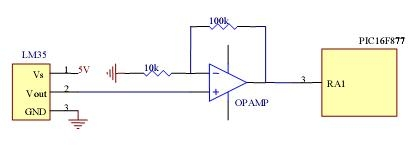 100k
PIC16F877
LM35
10k
Vs 1 5V
Vout 2
GND 3
OPAMP
3 RA1